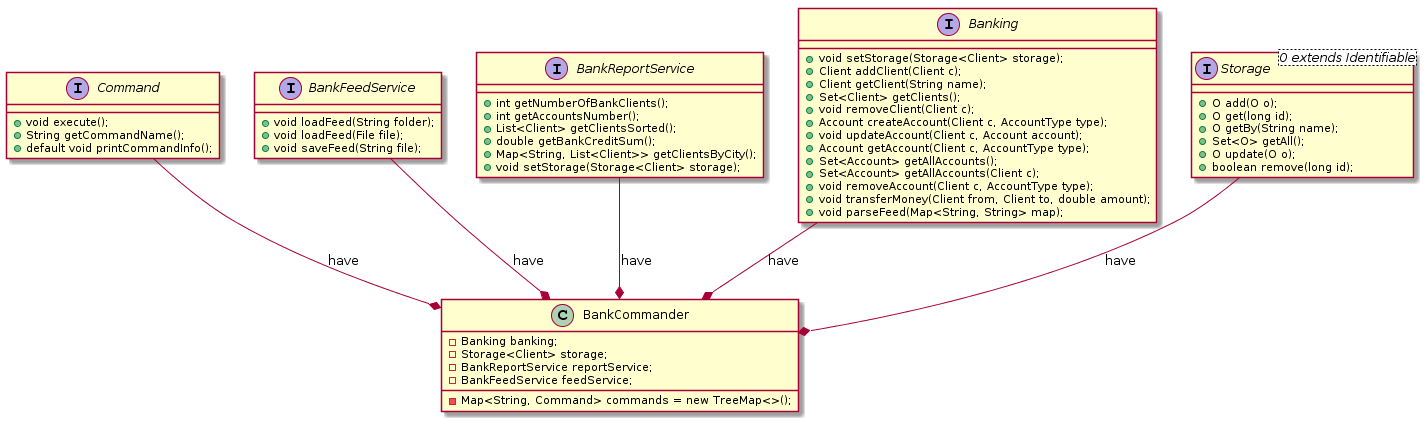 I Command
void execute();
String getCommandName();
default void printCommandInfo();
I BankFeedService
void loadFeed(String folder);
void loadFeed(File file);
void saveFeed(String file);
I BankReportService
int getNumberOfBankClients();
int getAccountsNumber();
List<Client> getClientsSorted();
double getBankCreditSum();
Map<String, List<Client>> getClientsByCity();
void setStorage(Storage<Client> storage);
I Banking
void setStorage(Storage<Client> storage);
Client addClient(Client c);
Client getClient(String name);
Set<Client> getClients();
void removeClient(Client c);
Account createAccount(Client c, AccountType type);
void updateAccount(Client c, Account account);
Account getAccount(Client c, AccountType type);
Set<Account> getAllAccounts();
Set<Account> getAllAccounts(Client c);
void removeAccount(Client c, AccountType type);
void transferMoney(Client from, Client to, double amount);
void parseFeed(Map<String, String> map);
I Storage
O extends Identifiable
O add(O o);
O get(long id);
O getBy(String name);
Set<O> getAll();
O update(O o);
boolean remove(long id);
have
have
have
have
have
C BankCommander
Banking banking;
Storage<Client> storage;
BankReportService reportService;
BankFeedService feedService;
Map<String, Command> commands = new TreeMap<>();